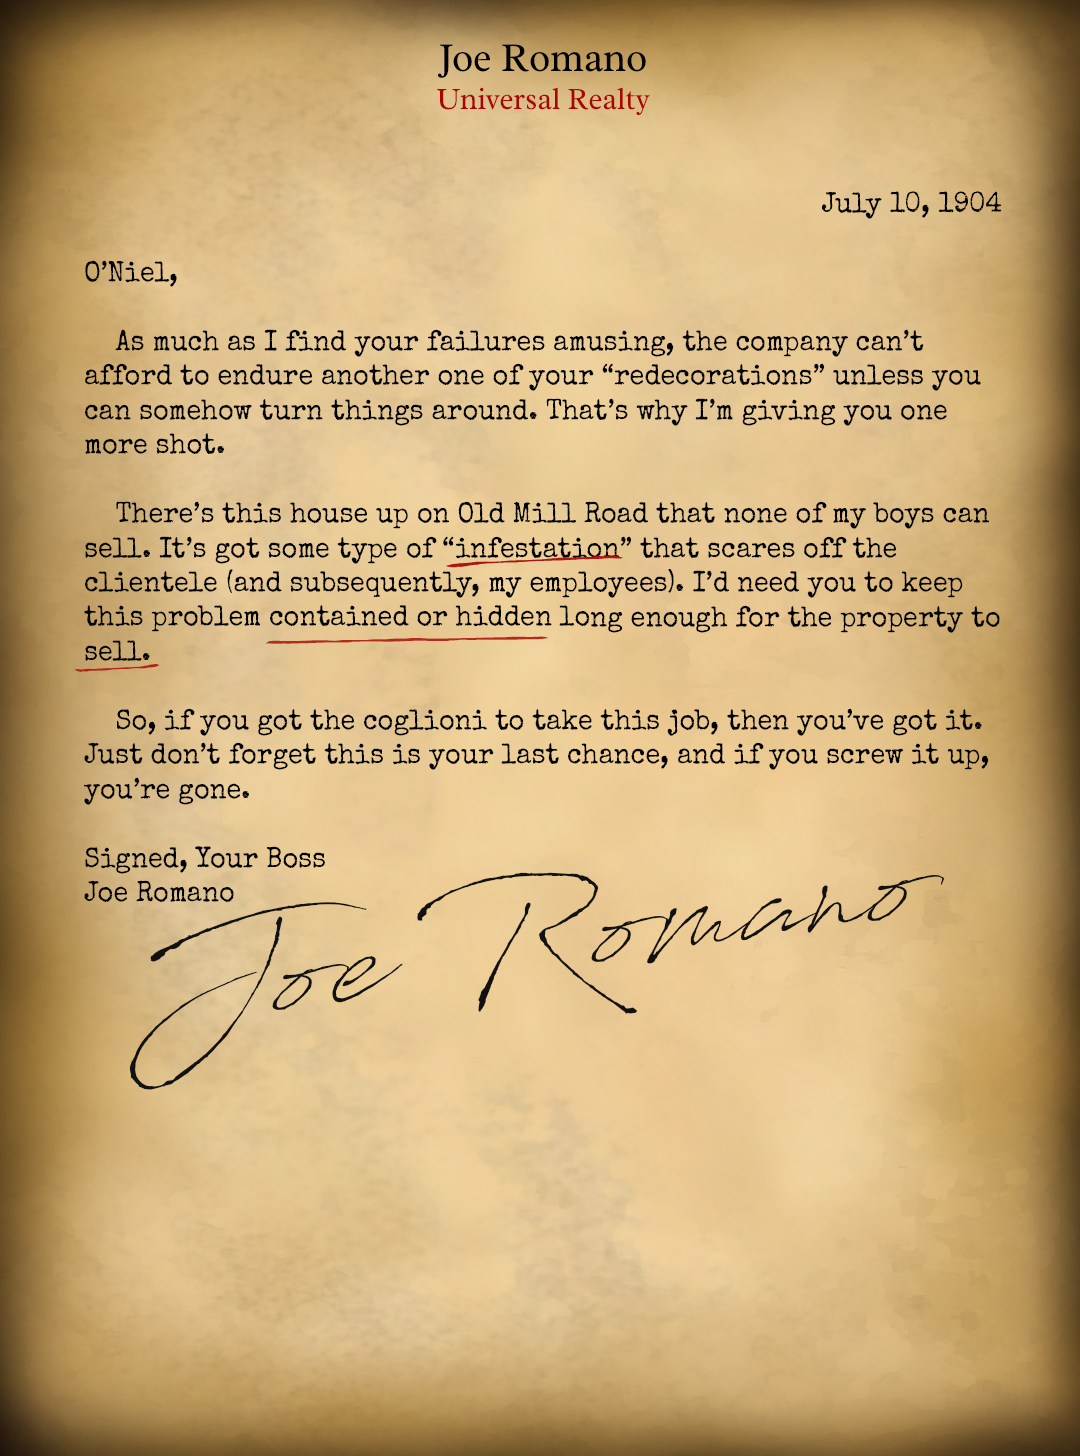 Joe Romano
Universal Realty
July 10, 1904
O’Niel,
As much as I find your failures amusing, the company can’t
afford to endure another one of your “redecorations” unless you
can somehow turn things around. That’s why I’m giving you one
more shot.
There’s this house up on Old Mill Road that none of my boys can
sell. It’s got some type of “infestation” that scares off the
clientele (and subsequently, my employees). I’d need you to keep
this problem contained or hidden long enough for the property to
sell.
So, if you got the coglioni to take this job, then you’ve got it.
Just don’t forget this is your last chance, and if you screw it up,
you’re gone.
Signed, Your Boss
Joe Romano
Joe Romano